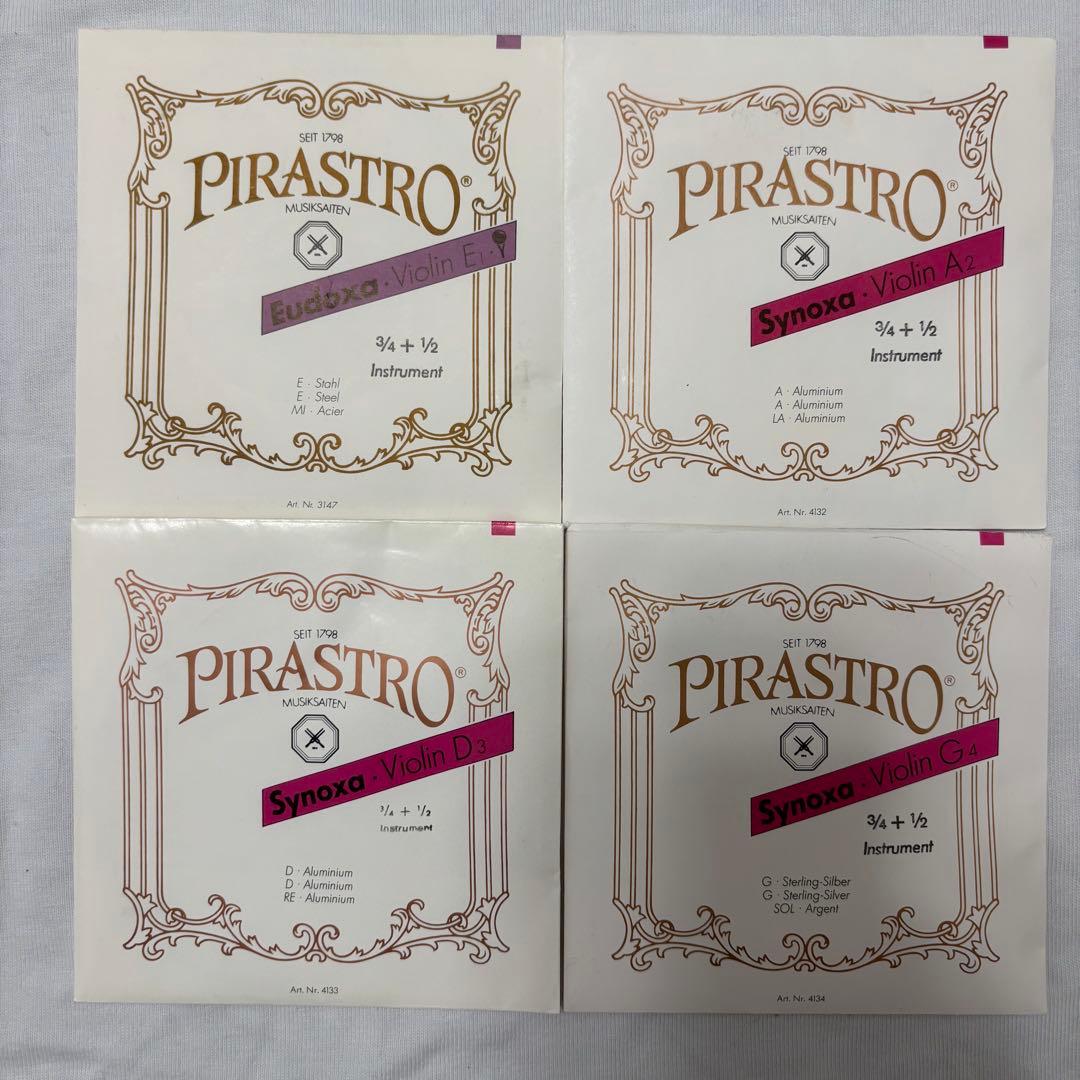 SEIT 1798
PIRASTRO®
MUSIKSAITEN
Eudoxa · Violin E1 ·
3/4 + 1/2
Instrument
E · Stahl
E · Steel
MI · Acier
Art. Nr. 3147
SEIT 1798
PIRASTRO®
MUSIKSAITEN
Synoxa · Violin A2
3/4 + 1/2
Instrument
A · Aluminium
A · Aluminium
LA · Aluminium
Art. Nr. 4132
SEIT 1798
PIRASTRO®
MUSIKSAITEN
Synoxa · Violin D3
3/4 + 1/2
Instrument
D · Aluminium
D · Aluminium
RE · Aluminium
Art. Nr. 4133
SEIT 1798
PIRASTRO®
MUSIKSAITEN
Synoxa · Violin G4
3/4 + 1/2
Instrument
G · Sterling-Silber
G · Sterling-Silver
SOL · Argent
Art. Nr. 4134